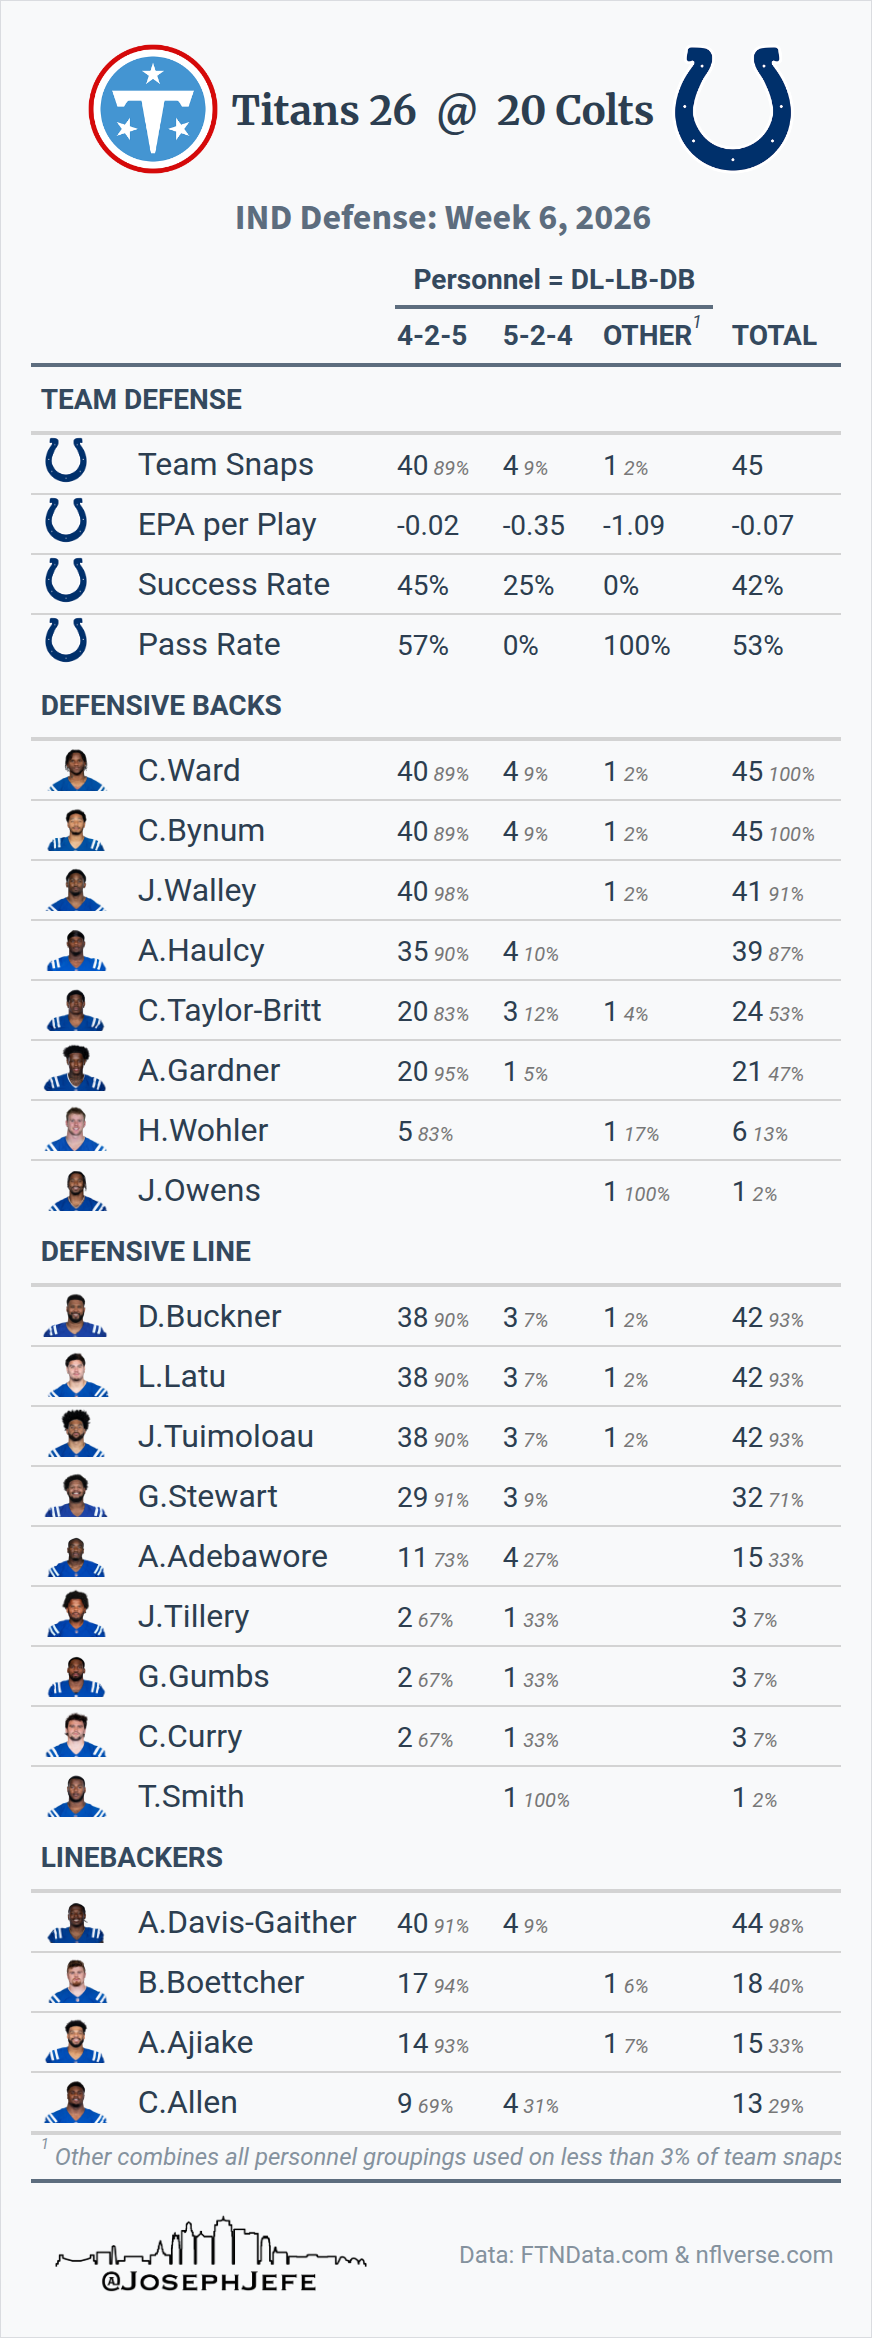 Titans 26 @ 20 Colts
IND Defense: Week 6, 2026
Personnel = DL-LB-DB
4-2-5 5-2-4 OTHER1 TOTAL
TEAM DEFENSE
Team Snaps 40 89% 4 9% 1 2% 45
EPA per Play -0.02 -0.35 -1.09 -0.07
Success Rate 45% 25% 0% 42%
Pass Rate 57% 0% 100% 53%
DEFENSIVE BACKS
C.Ward 40 89% 4 9% 1 2% 45 100%
C.Bynum 40 89% 4 9% 1 2% 45 100%
J.Walley 40 98% 1 2% 41 91%
A.Haulcy 35 90% 4 10% 39 87%
C.Taylor-Britt 20 83% 3 12% 1 4% 24 53%
A.Gardner 20 95% 1 5% 21 47%
H.Wohler 5 83% 1 17% 6 13%
J.Owens 1 100% 1 2%
DEFENSIVE LINE
D.Buckner 38 90% 3 7% 1 2% 42 93%
L.Latu 38 90% 3 7% 1 2% 42 93%
J.Tuimoloau 38 90% 3 7% 1 2% 42 93%
G.Stewart 29 91% 3 9% 32 71%
A.Adebawore 11 73% 4 27% 15 33%
J.Tillery 2 67% 1 33% 3 7%
G.Gumbs 2 67% 1 33% 3 7%
C.Curry 2 67% 1 33% 3 7%
T.Smith 1 100% 1 2%
LINEBACKERS
A.Davis-Gaither 40 91% 4 9% 44 98%
B.Boettcher 17 94% 1 6% 18 40%
A.Ajiake 14 93% 1 7% 15 33%
C.Allen 9 69% 4 31% 13 29%
1 Other combines all personnel groupings used on less than 3% of team snaps
@JOSEPHJEFE
Data: FTNData.com & nflverse.com